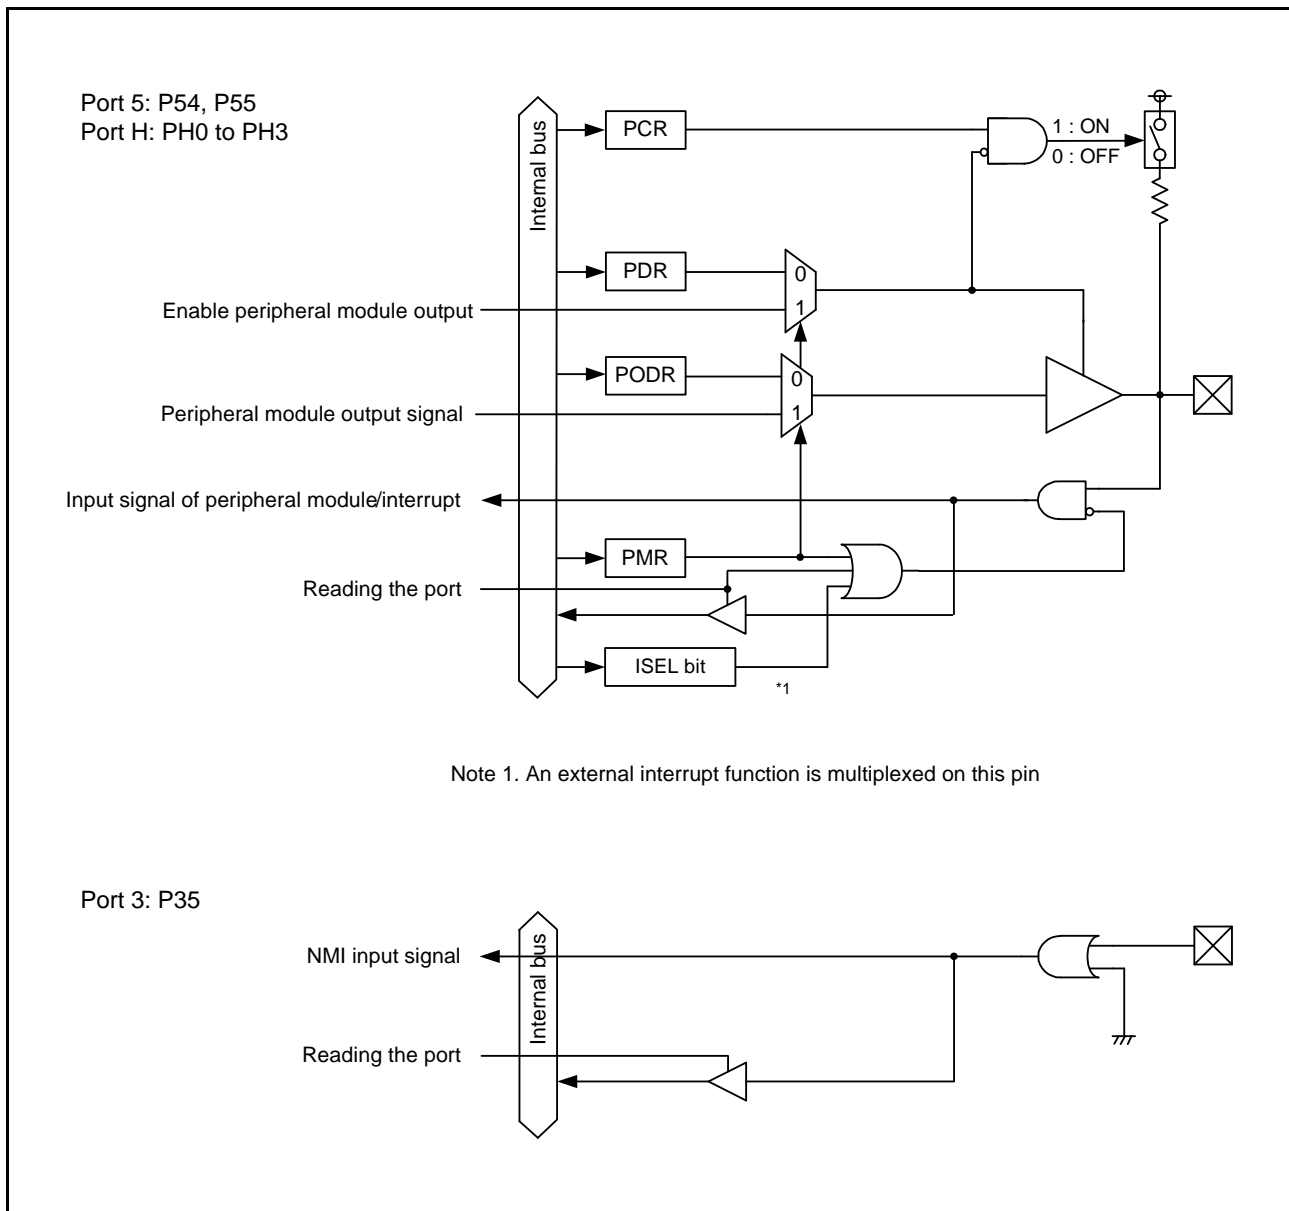 Port 5: P54, P55
Port H: PH0 to PH3
Internal bus
PCR
1 : ON
0 : OFF
PDR
0
1
Enable peripheral module output
PODR
0
1
Peripheral module output signal
Input signal of peripheral module/interrupt
PMR
Reading the port
ISEL bit
*1
Note 1. An external interrupt function is multiplexed on this pin
Port 3: P35
Internal bus
NMI input signal
Reading the port